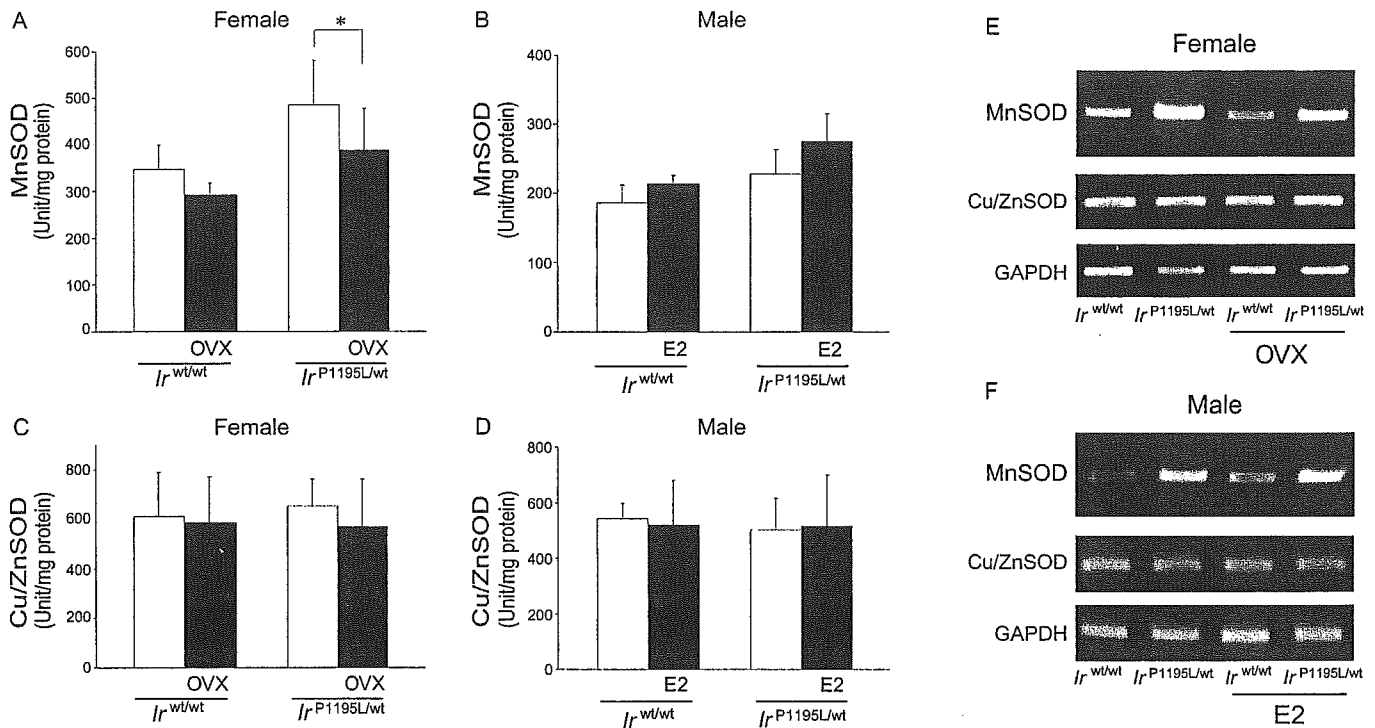 A
Female
*
MnSOD
(Unit/mg protein)
600
500
400
300
200
100
0
OVX
OVX
Ir wt/wt
Ir P1195L/wt
B
Male
MnSOD
(Unit/mg protein)
400
300
200
100
0
E2
E2
Ir wt/wt
Ir P1195L/wt
C
Female
Cu/ZnSOD
(Unit/mg protein)
800
600
400
200
0
OVX
OVX
Ir wt/wt
Ir P1195L/wt
D
Male
Cu/ZnSOD
(Unit/mg protein)
800
600
400
200
0
E2
E2
Ir wt/wt
Ir P1195L/wt
E
Female
MnSOD
Cu/ZnSOD
GAPDH
Ir wt/wt Ir P1195L/wt Ir wt/wt Ir P1195L/wt
OVX
F
Male
MnSOD
Cu/ZnSOD
GAPDH
Ir wt/wt Ir P1195L/wt Ir wt/wt Ir P1195L/wt
E2